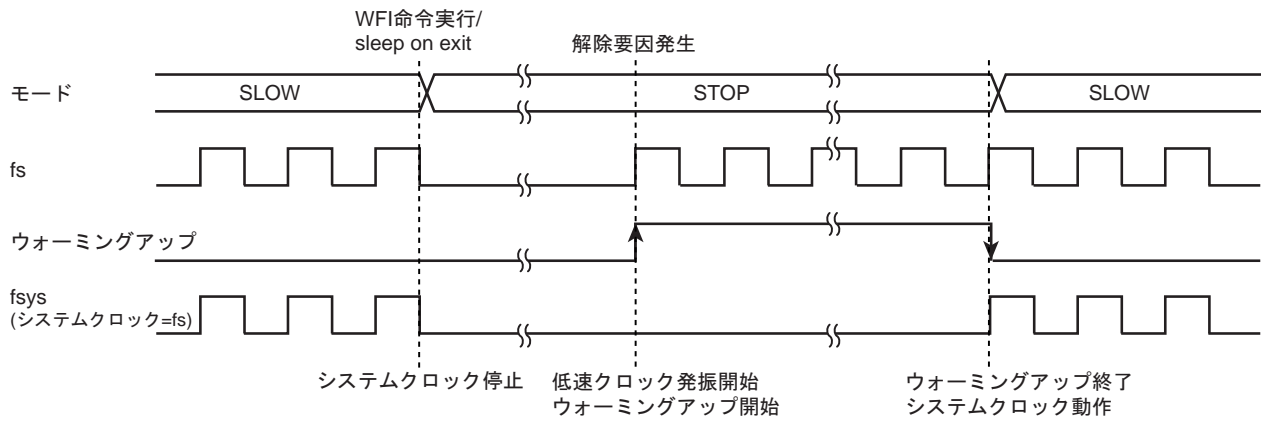 WFI命令実行/
sleep on exit
解除要因発生
モード
SLOW
STOP
SLOW
fs
ウォーミングアップ
fsys
(システムクロック=fs)
システムクロック停止
低速クロック発振開始
ウォーミングアップ開始
ウォーミングアップ終了
システムクロック動作